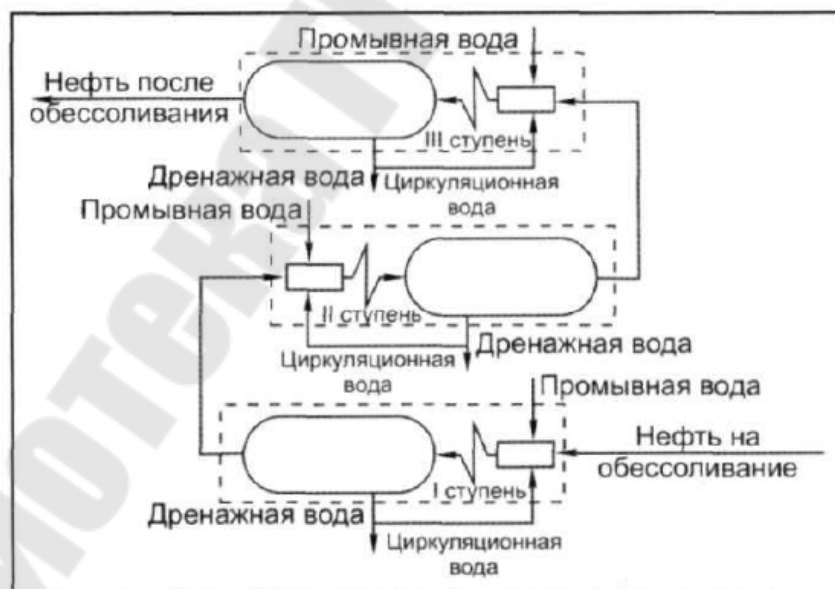 Промывная вода
Нефть после
обессоливания
III ступень
Дренажная вода
Циркуляционная
вода
Промывная вода
II ступень
Циркуляционная
вода
Дренажная вода
Промывная вода
Нефть на
обессоливание
I ступень
Дренажная вода
Циркуляционная
вода